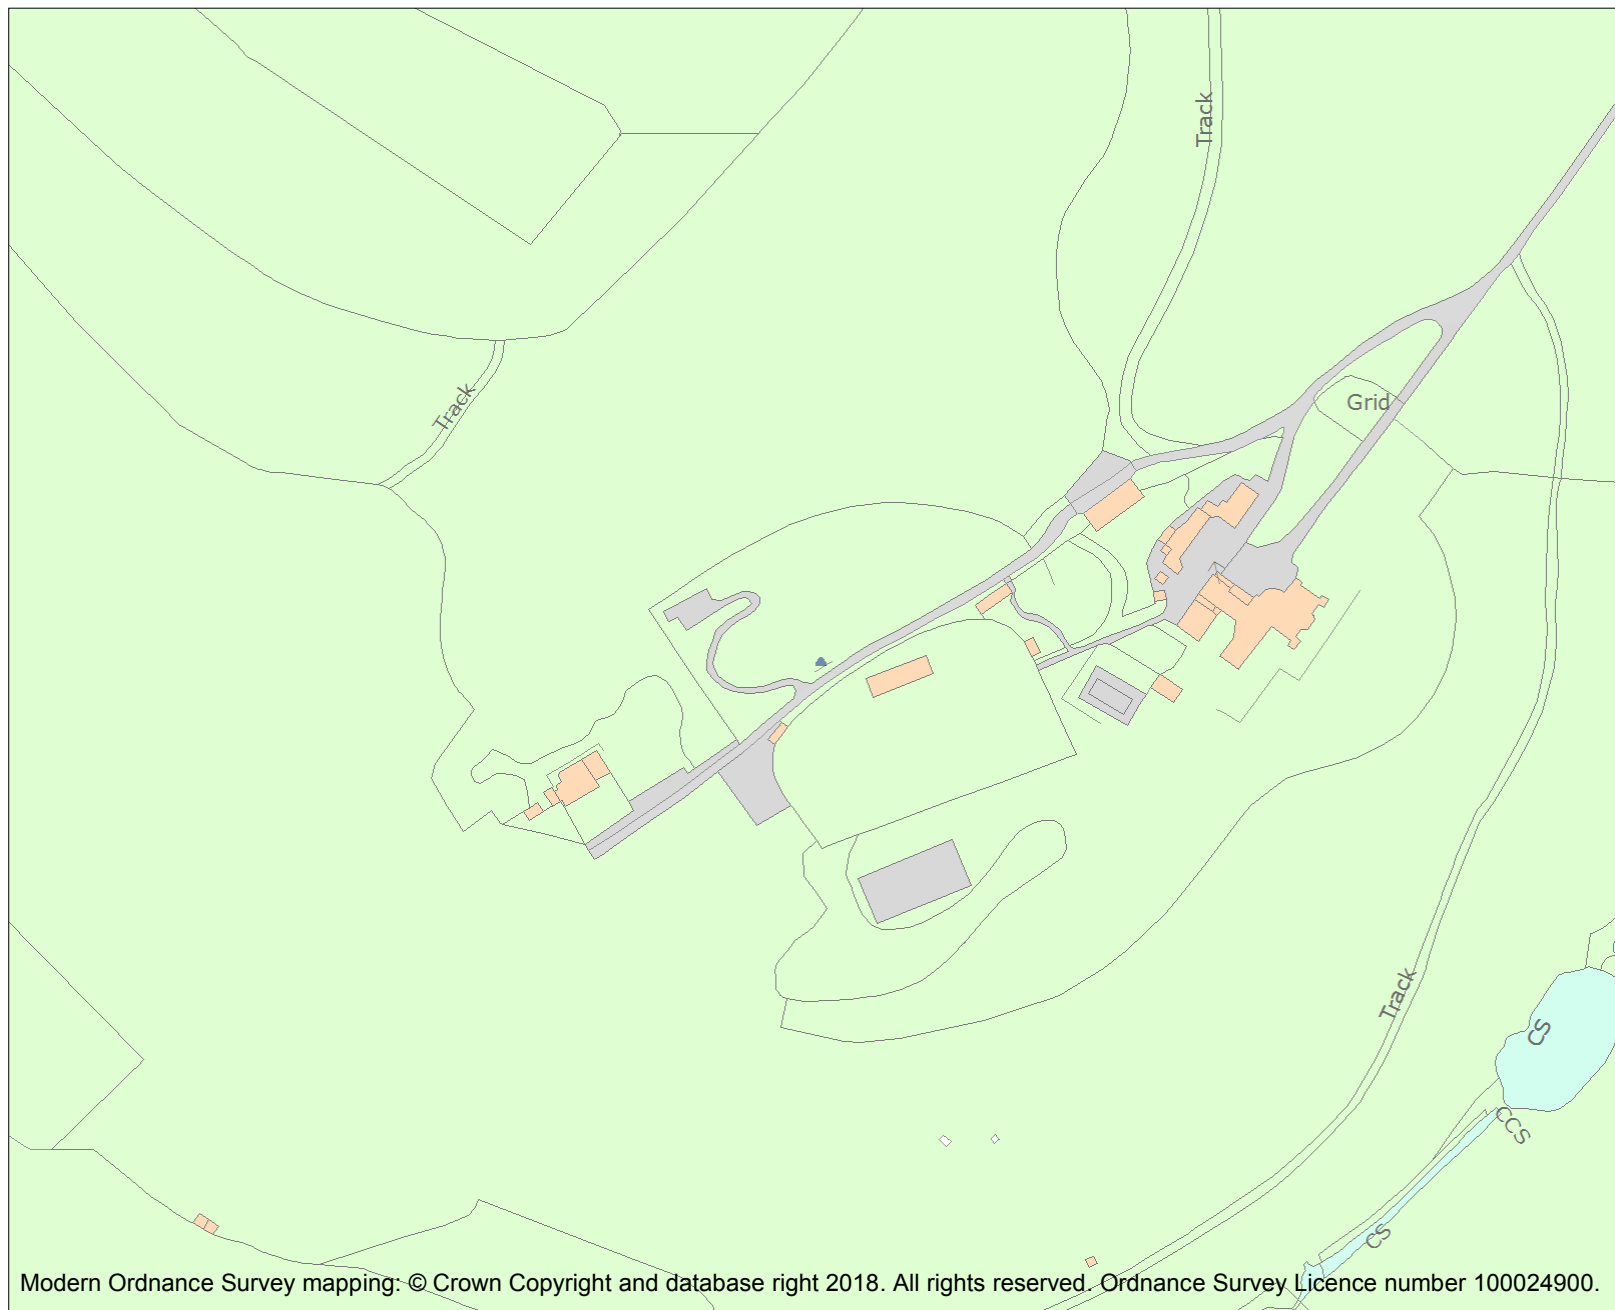 Track
Track
Grid
Track
CS
CCS
CS
Modern Ordnance Survey mapping: © Crown Copyright and database right 2018. All rights reserved. Ordnance Survey Licence number 100024900.